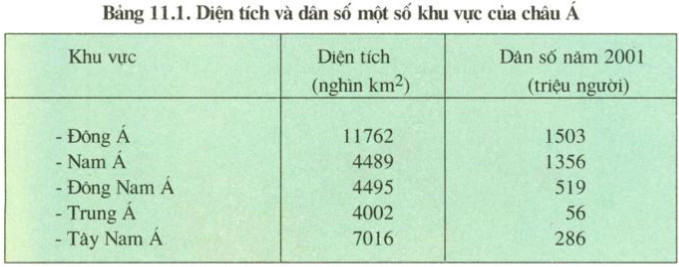 Bảng 11.1. Diện tích và dân số một số khu vực của châu Á
Khu vực Diện tích Dân số năm 2001
(nghìn km²) (triệu người)
- Đông Á 11762 1503
- Nam Á 4489 1356
- Đông Nam Á 4495 519
- Trung Á 4002 56
- Tây Nam Á 7016 286